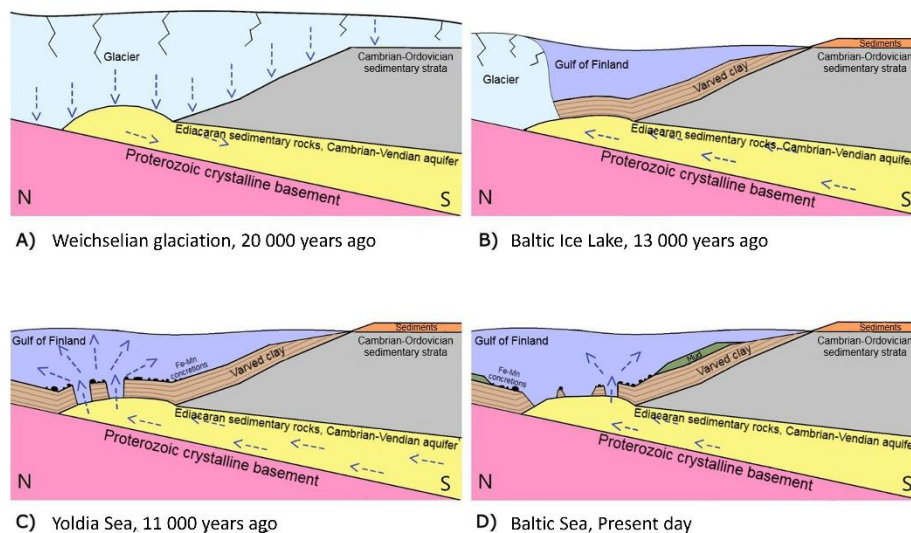 Glacier
Cambrian-Ordovician
sedimentary strata
Ediacaran sedimentary rocks, Cambrian-Vendian aquifer
Proterozoic crystalline basement
N
S
A) Weichselian glaciation, 20 000 years ago
Sediments
Gulf of Finland
Cambrian-Ordovician
sedimentary strata
Glacier
Varved clay
Ediacaran sedimentary rocks, Cambrian-Vendian aquifer
Proterozoic crystalline basement
N
S
B) Baltic Ice Lake, 13 000 years ago
Sediments
Gulf of Finland
Cambrian-Ordovician
sedimentary strata
Fe-Mn
concretions
Varved clay
Ediacaran sedimentary rocks, Cambrian-Vendian aquifer
Proterozoic crystalline basement
N
S
C) Yoldia Sea, 11 000 years ago
Sediments
Gulf of Finland
Cambrian-Ordovician
sedimentary strata
Mud
Fe-Mn
concretions
Varved clay
Ediacaran sedimentary rocks, Cambrian-Vendian aquifer
Proterozoic crystalline basement
N
S
D) Baltic Sea, Present day